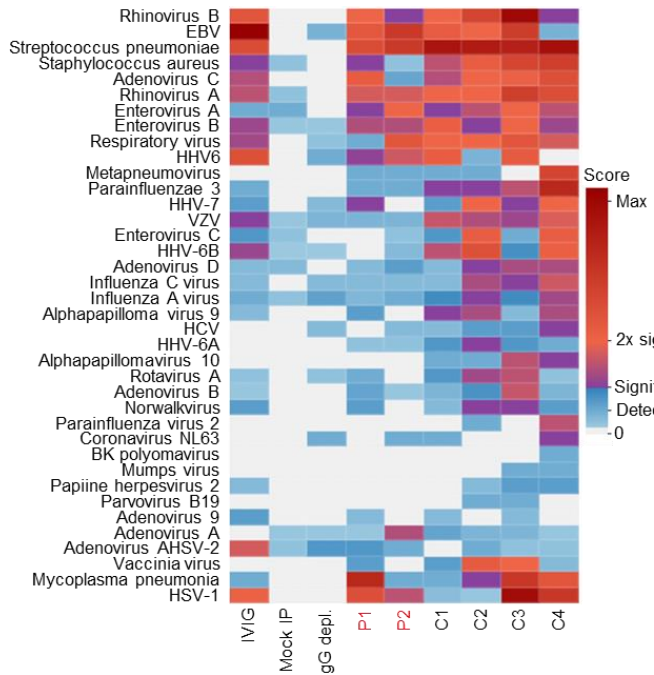 Rhinovirus B
EBV
Streptococcus pneumoniae
Staphylococcus aureus
Adenovirus C
Rhinovirus A
Enterovirus A
Enterovirus B
Respiratory virus
HHV6
Metapneumovirus
Score
Parainfluenzae 3
Max
HHV-7
VZV
Enterovirus C
HHV-6B
Adenovirus D
Influenza C virus
Influenza A virus
Alphapapilloma virus 9
HCV
HHV-6A
2x sig
Alphapapillomavirus 10
Rotavirus A
Signif
Adenovirus B
Detec
Norwalkvirus
Parainfluenza virus 2
0
Coronavirus NL63
BK polyomavirus
Mumps virus
Papiine herpesvirus 2
Parvovirus B19
Adenovirus 9
Adenovirus A
Adenovirus AHSV-2
Vaccinia virus
Mycoplasma pneumonia
HSV-1
IVIG
Mock IP
gG depl.
P1
P2
C1
C2
C3
C4